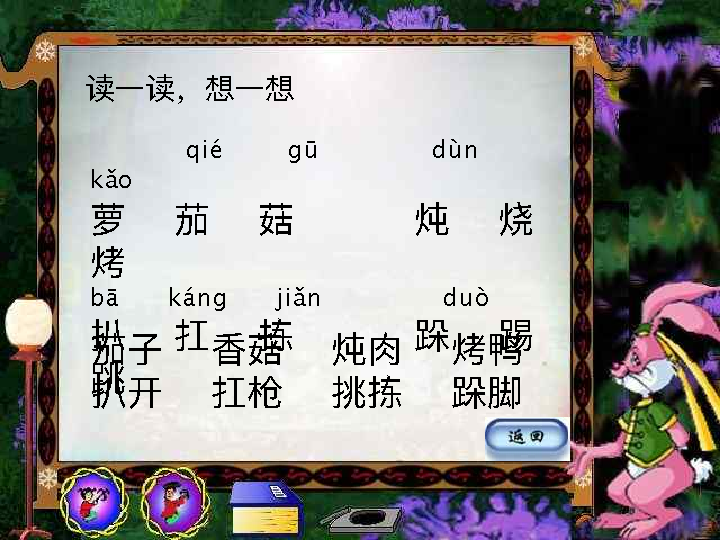 读一读，想一想
qié gū dùn
kǎo
萝 茄 菇 炖 烧
烤
bā káng jiǎn duò
扒 扛 拣 跺 踢
跳
茄子 香菇 炖肉 烤鸭
扒开 扛枪 挑拣 跺脚
返回